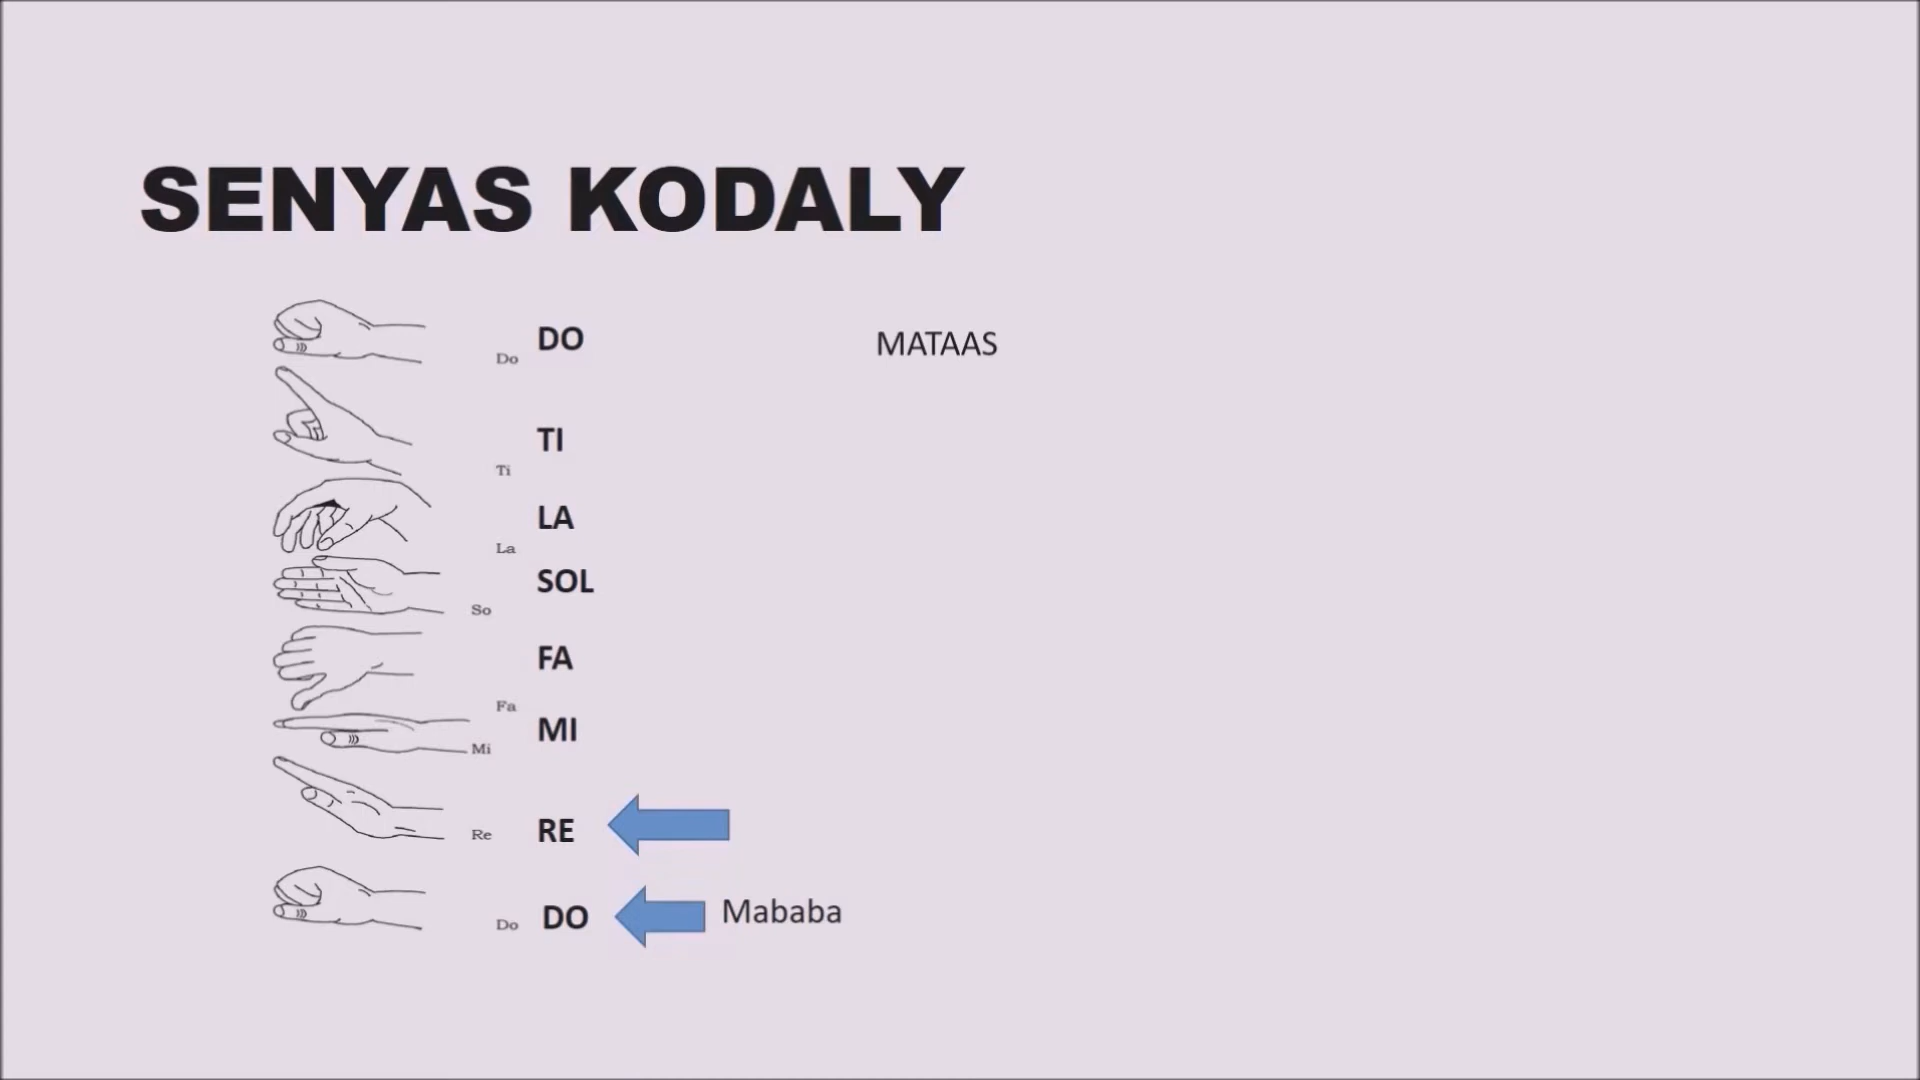 SENYAS KODALY
Do DO MATAAS
Ti TI
La LA
So SOL
Fa FA
Mi MI
Re RE
Do DO Mababa